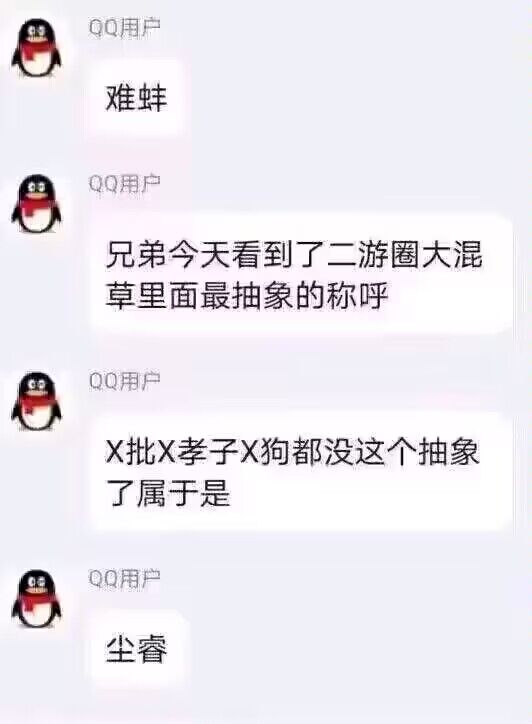 QQ用户
难蚌
QQ用户
兄弟今天看到了二游圈大混
草里面最抽象的称呼
QQ用户
X批X孝子X狗都没这个抽象
了属于是
QQ用户
尘睿